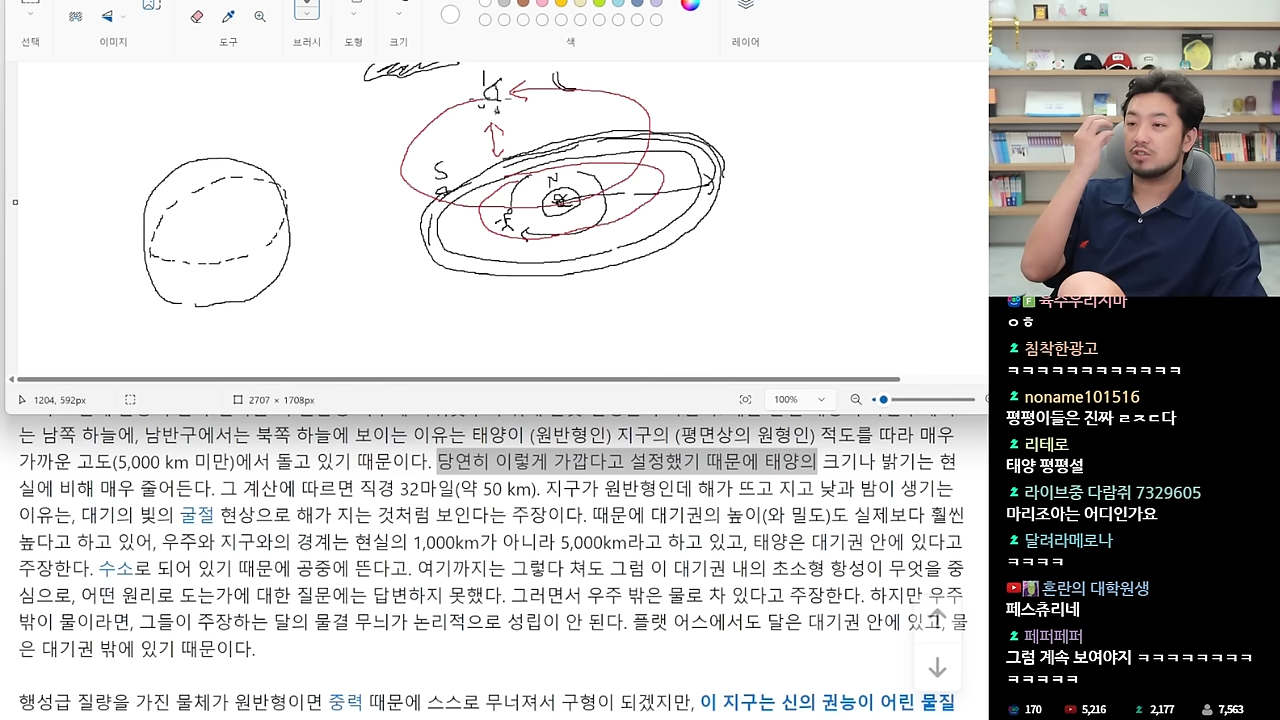 선택
이미지
도구
브러시
도형
크기
색
레이어
S
N
1204, 592px
2707 × 1708px
100%
는 남쪽 하늘에, 남반구에서는 북쪽 하늘에 보이는 이유는 태양이 (원반형인) 지구의 (평면상의 원형인) 적도를 따라 매우
가까운 고도(5,000 km 미만)에서 돌고 있기 때문이다. 당연히 이렇게 가깝다고 설정했기 때문에 태양의 크기나 밝기는 현
실에 비해 매우 줄어든다. 그 계산에 따르면 직경 32마일(약 50 km). 지구가 원반형인데 해가 뜨고 지고 낮과 밤이 생기는
이유는, 대기의 빛의 굴절 현상으로 해가 지는 것처럼 보인다는 주장이다. 때문에 대기권의 높이(와 밀도)도 실제보다 훨씬
높다고 하고 있어, 우주와 지구와의 경계는 현실의 1,000km가 아니라 5,000km라고 하고 있고, 태양은 대기권 안에 있다고
주장한다. 수소로 되어 있기 때문에 공중에 뜬다고. 여기까지는 그렇다 쳐도 그럼 이 대기권 내의 초소형 항성이 무엇을 중
심으로, 어떤 원리로 도는가에 대한 질문에는 답변하지 못했다. 그러면서 우주 밖은 물로 차 있다고 주장한다. 하지만 우주
밖이 물이라면, 그들이 주장하는 달의 물결 무늬가 논리적으로 성립이 안 된다. 플랫 어스에서도 달은 대기권 안에 있고, 물
은 대기권 밖에 있기 때문이다.
행성급 질량을 가진 물체가 원반형이면 중력 때문에 스스로 무너져서 구형이 되겠지만, 이 지구는 신의 권능이 어린 물질
육수우리지마
ㅇㅎ
침착한광고
ㅋㅋㅋㅋㅋㅋㅋㅋㅋㅋㅋㅋ
noname101516
평평이들은 진짜 ㄹㅈㄷ다
리테로
태양 평평설
라이브중 다람쥐 7329605
마리조아는 어디인가요
달려라메로나
ㅋㅋㅋㅋ
혼란의 대학원생
페스츄리네
페퍼페퍼
그럼 계속 보여야지 ㅋㅋㅋㅋㅋㅋㅋㅋ
ㅋㅋㅋㅋㅋ
170 5,216 2,177 7,563